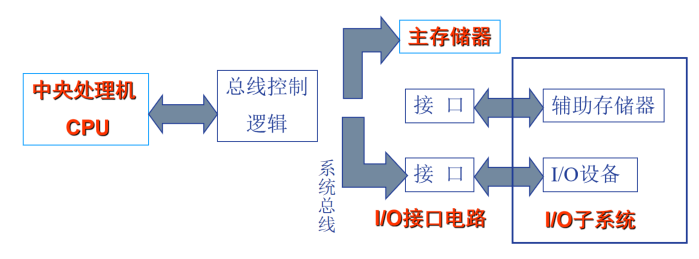 中央处理机
CPU
总线控制
逻辑
系统总线
主存储器
接 口
辅助存储器
接 口
I/O设备
I/O接口电路
I/O子系统